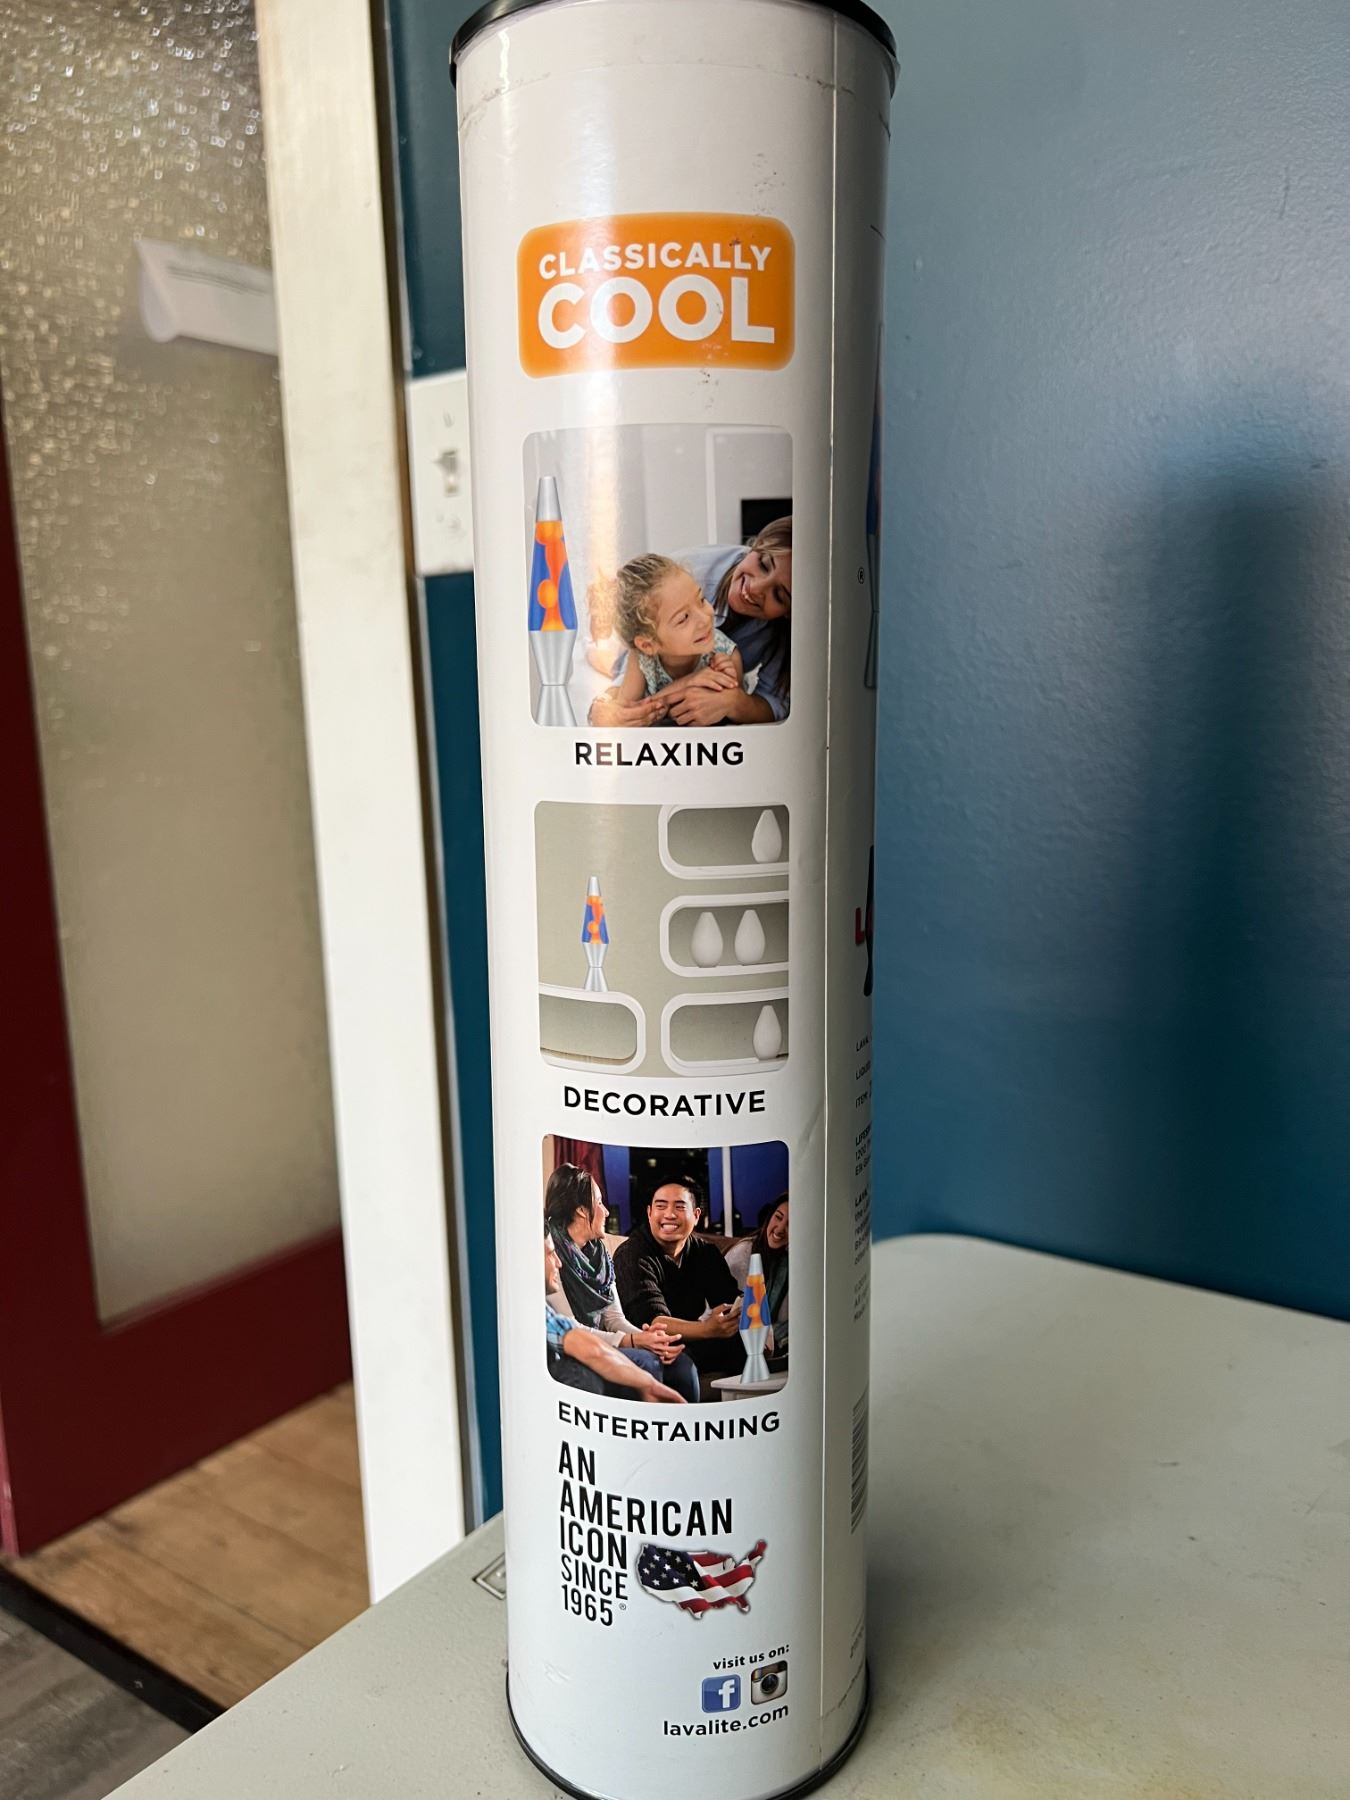 CLASSICALLY
COOL
RELAXING
DECORATIVE
ENTERTAINING
AN
AMERICAN
ICON
SINCE
1965®
visit us on:
lavalite.com
®